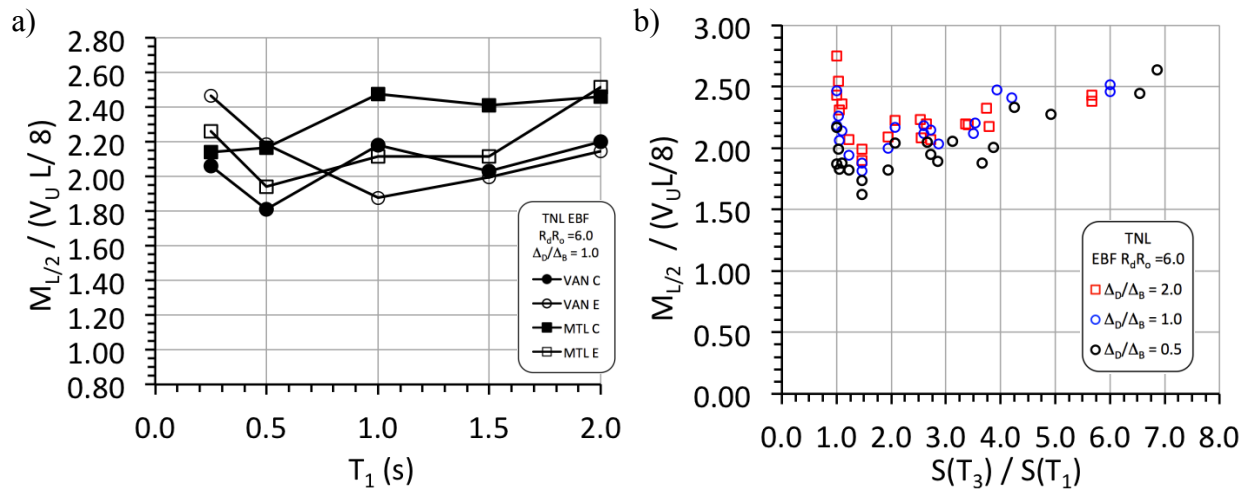 a)
M_L/2 / (V_U L/ 8)
2.80
2.60
2.40
2.20
2.00
1.80
1.60
1.40
1.20
1.00
0.80
0.0 0.5 1.0 1.5 2.0
T_1 (s)
TNL EBF
R_dR_o =6.0
Δ_D/Δ_B = 1.0
VAN C
VAN E
MTL C
MTL E
b)
M_L/2 / (V_U L/8)
3.00
2.50
2.00
1.50
1.00
0.50
0.00
0.0 1.0 2.0 3.0 4.0 5.0 6.0 7.0 8.0
S(T_3) / S(T_1)
TNL
EBF R_dR_o =6.0
Δ_D/Δ_B = 2.0
Δ_D/Δ_B = 1.0
Δ_D/Δ_B = 0.5